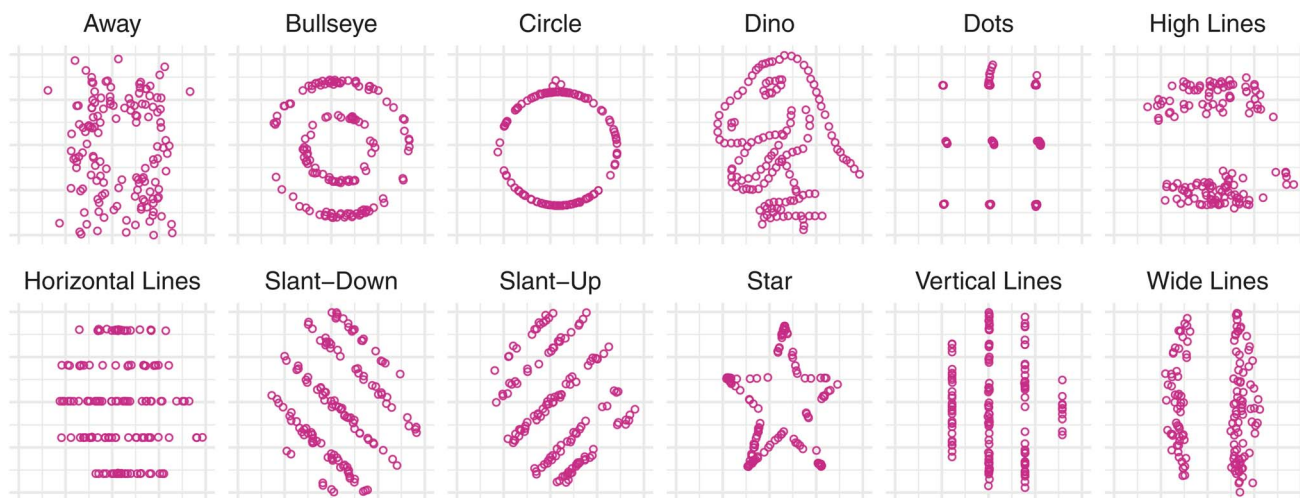 Away Bullseye Circle Dino Dots High Lines
Horizontal Lines Slant−Down Slant−Up Star Vertical Lines Wide Lines